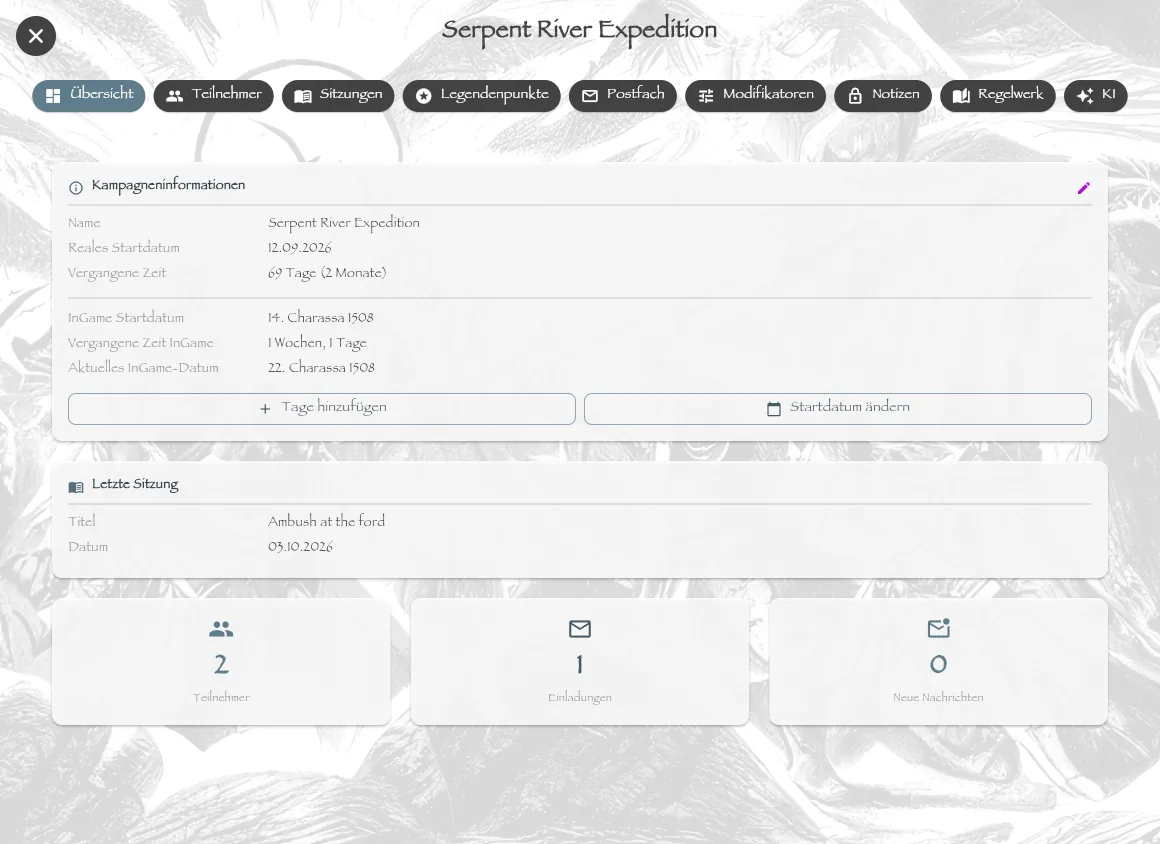 Serpent River Expedition
Übersicht Teilnehmer Sitzungen Legendenpunkte Postfach Modifikatoren Notizen Regelwerk KI
Kampagneninformationen
Name Serpent River Expedition
Reales Startdatum 12.09.2026
Vergangene Zeit 69 Tage (2 Monate)
InGame Startdatum 14. Charassa 1508
Vergangene Zeit InGame 1 Wochen, 1 Tage
Aktuelles InGame-Datum 22. Charassa 1508
Tage hinzufügen Startdatum ändern
Letzte Sitzung
Titel Ambush at the ford
Datum 03.10.2026
2 1 0
Teilnehmer Einladungen Neue Nachrichten